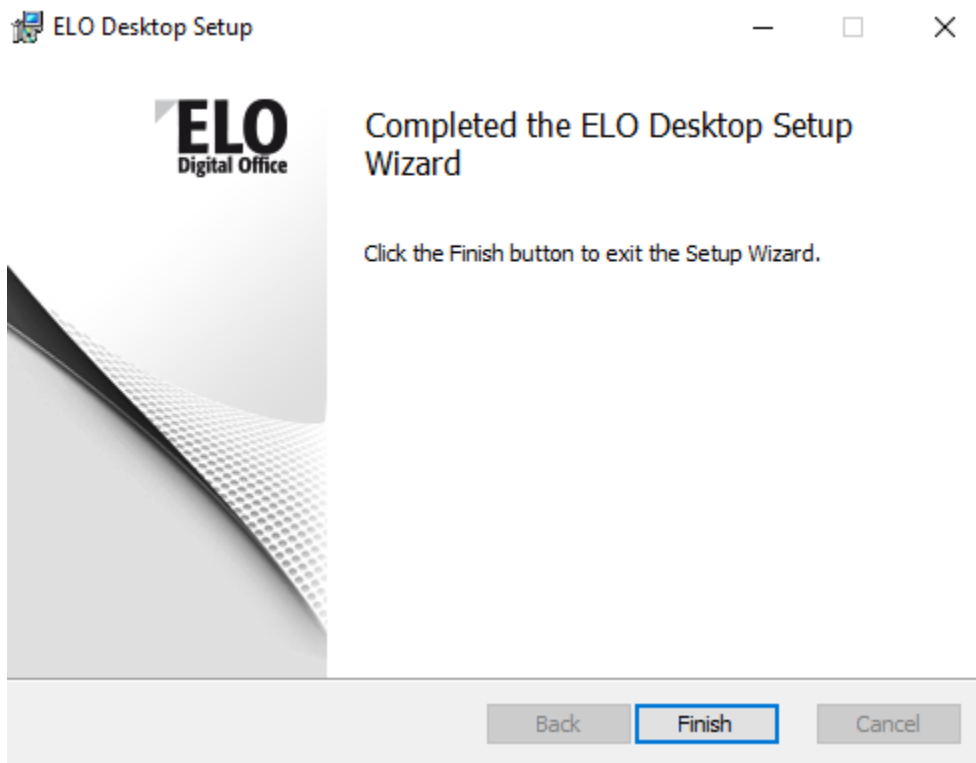 ELO Desktop Setup
ELO
Digital Office
Completed the ELO Desktop Setup
Wizard
Click the Finish button to exit the Setup Wizard.
Back
Finish
Cancel